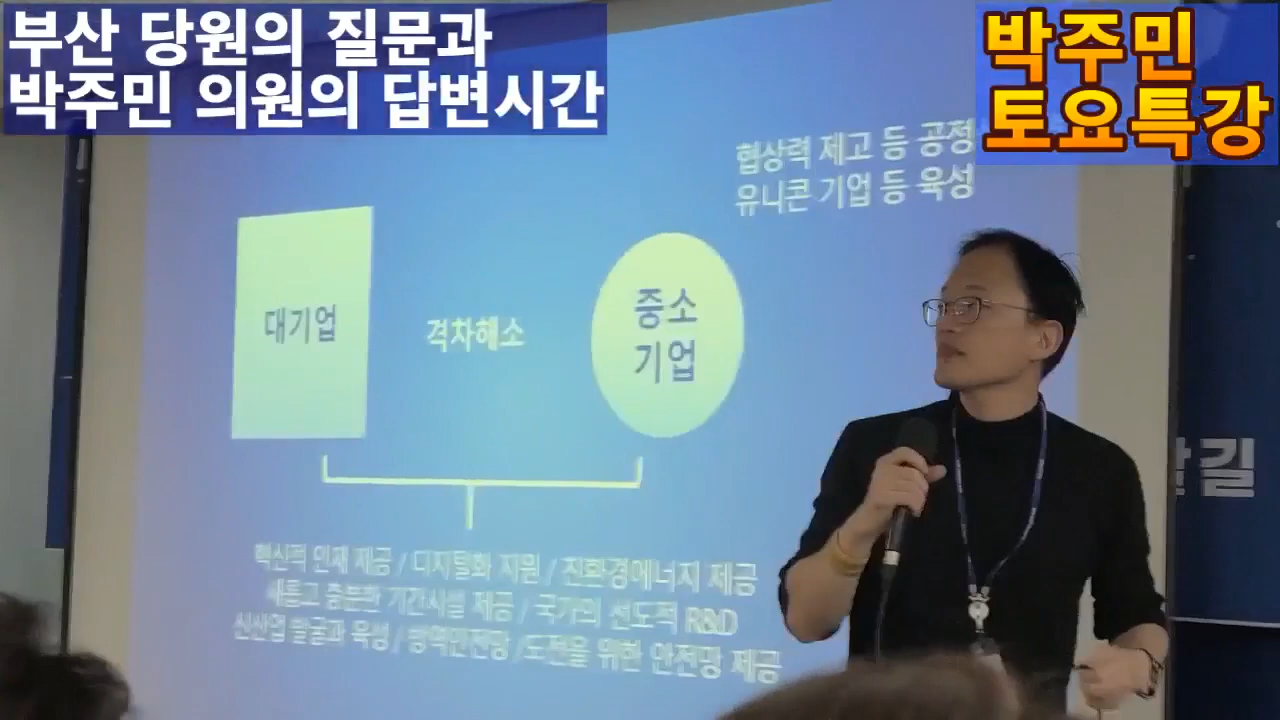 부산 당원의 질문과
박주민 의원의 답변시간
박주민
토요특강
협상력 제고 등 공정
유니콘 기업 등 육성
대기업
격차해소
중소
기업
혁신적 인재 제공 / 디지털화 지원 / 친환경에너지 제공
새롭고 충분한 기간시설 제공 / 국가의 선도적 R&D
신산업 발굴과 육성 / 방역안전망 / 도전을 위한 안전망 제공
길